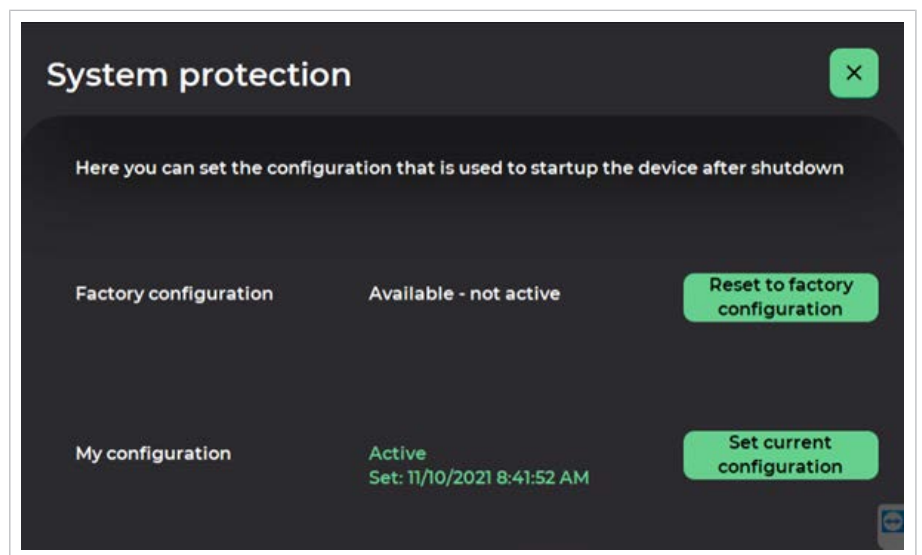 System protection
Here you can set the configuration that is used to startup the device after shutdown
Factory configuration
Available - not active
Reset to factory
configuration
My configuration
Active
Set: 11/10/2021 8:41:52 AM
Set current
configuration